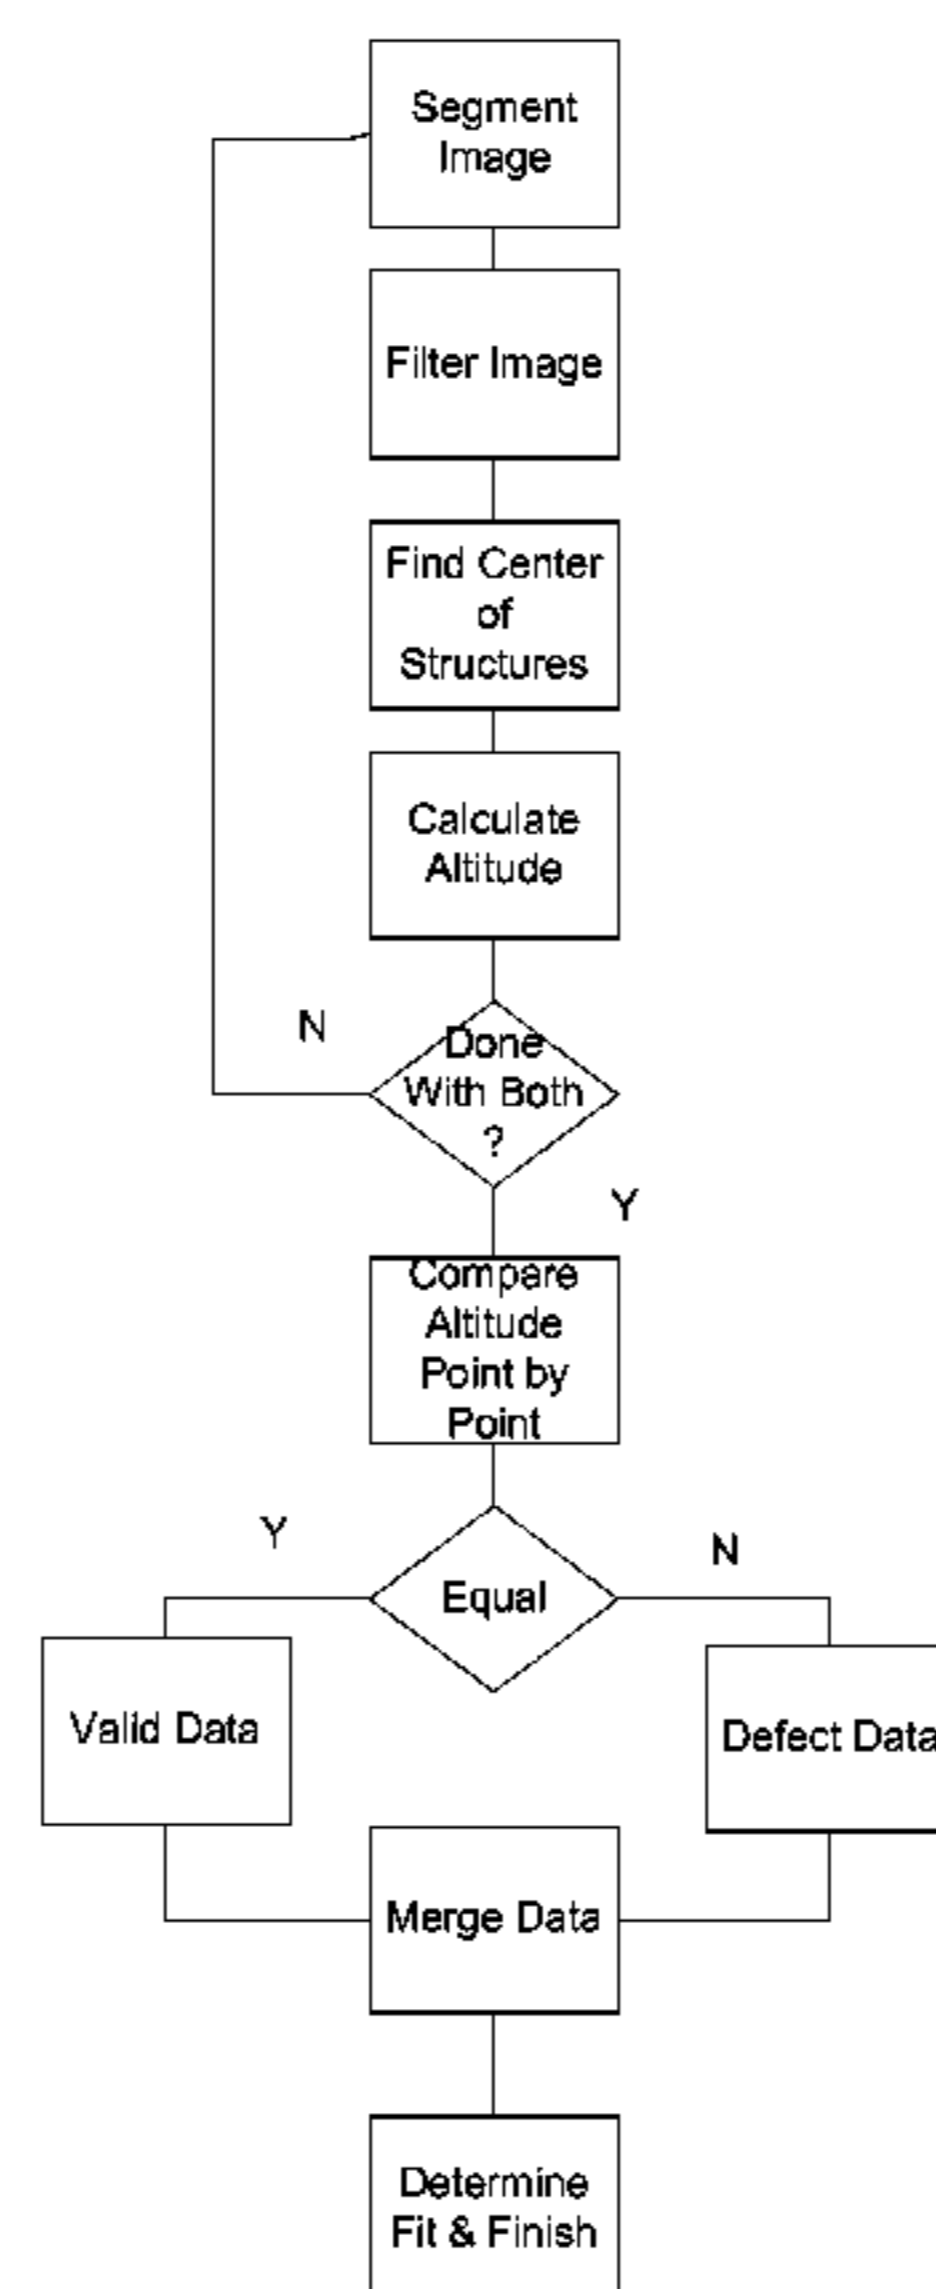 Segment
Image
Filter Image
Find Center
of
Structures
Calculate
Altitude
N
Done
With Both
?
Y
Compare
Altitude
Point by
Point
Y
N
Equal
Valid Data
Defect Data
Merge Data
Determine
Fit & Finish